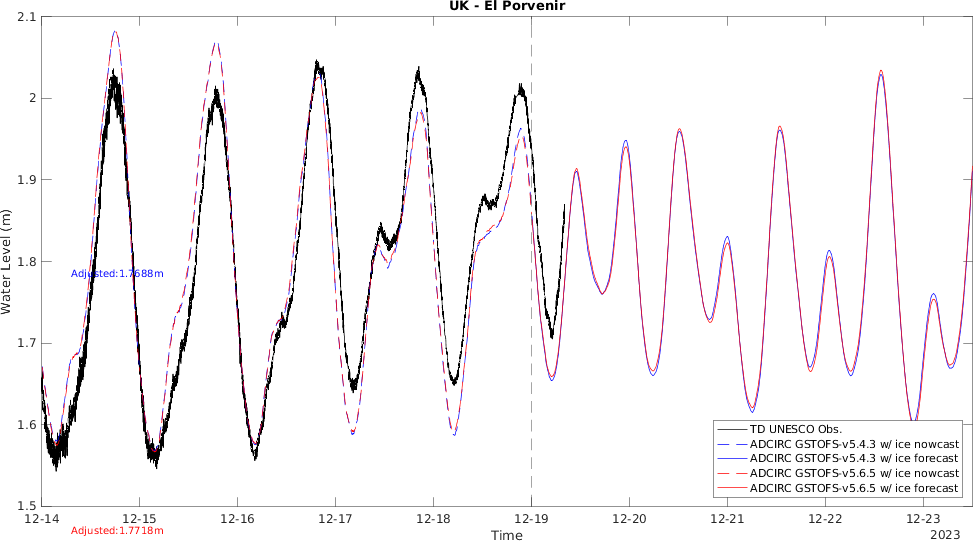 UK - El Porvenir
2.1
2
1.9
1.8
1.7
1.6
1.5
Water Level (m)
Adjusted:1.7688m
Adjusted:1.7718m
TD UNESCO Obs.
ADCIRC GSTOFS-v5.4.3 w/ ice nowcast
ADCIRC GSTOFS-v5.4.3 w/ ice forecast
ADCIRC GSTOFS-v5.6.5 w/ ice nowcast
ADCIRC GSTOFS-v5.6.5 w/ ice forecast
12-14 12-15 12-16 12-17 12-18 12-19 12-20 12-21 12-22 12-23
Time
2023